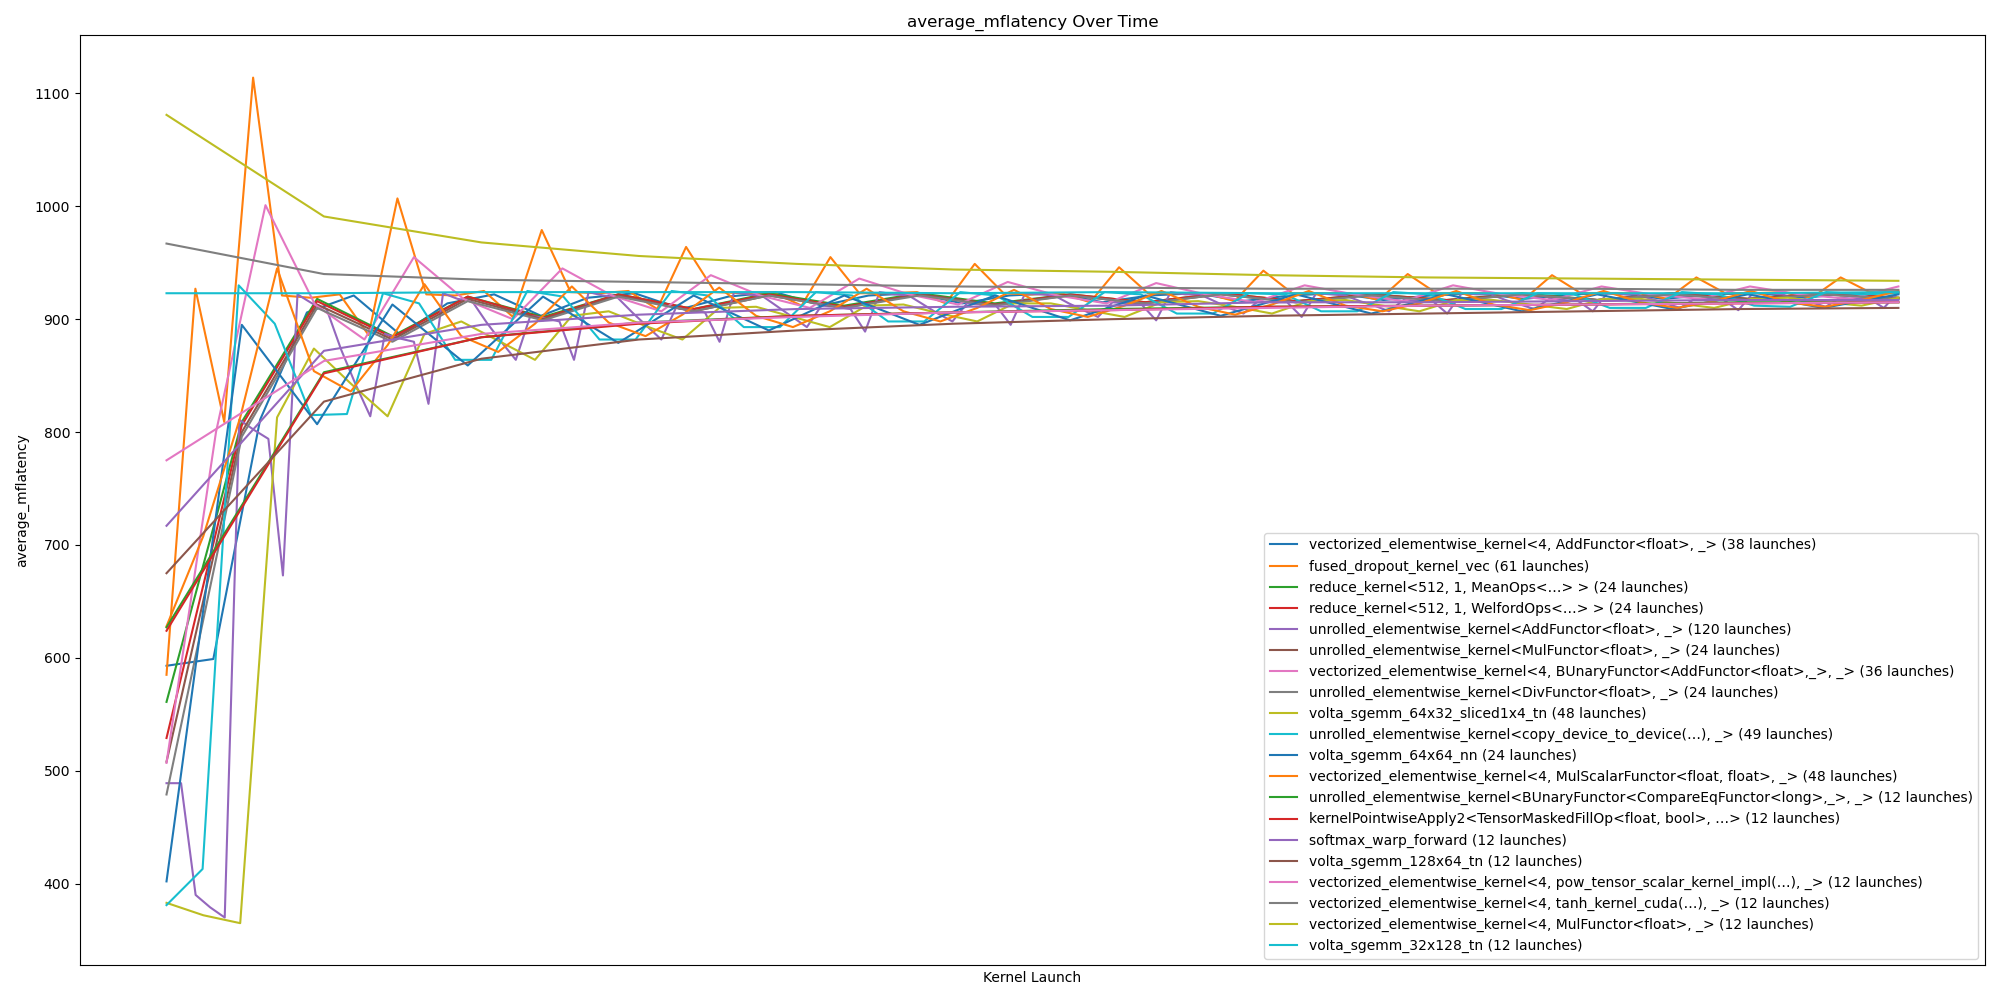 average_mflatency Over Time
1100
1000
900
800
700
600
500
400
average_mflatency
Kernel Launch
vectorized_elementwise_kernel<4, AddFunctor<float>, _> (38 launches)
fused_dropout_kernel_vec (61 launches)
reduce_kernel<512, 1, MeanOps<...> > (24 launches)
reduce_kernel<512, 1, WelfordOps<...> > (24 launches)
unrolled_elementwise_kernel<AddFunctor<float>, _> (120 launches)
unrolled_elementwise_kernel<MulFunctor<float>, _> (24 launches)
vectorized_elementwise_kernel<4, BUnaryFunctor<AddFunctor<float>,_>, _> (36 launches)
unrolled_elementwise_kernel<DivFunctor<float>, _> (24 launches)
volta_sgemm_64x32_sliced1x4_tn (48 launches)
unrolled_elementwise_kernel<copy_device_to_device(...), _> (49 launches)
volta_sgemm_64x64_nn (24 launches)
vectorized_elementwise_kernel<4, MulScalarFunctor<float, float>, _> (48 launches)
unrolled_elementwise_kernel<BUnaryFunctor<CompareEqFunctor<long>,_>, _> (12 launches)
kernelPointwiseApply2<TensorMaskedFillOp<float, bool>, ...> (12 launches)
softmax_warp_forward (12 launches)
volta_sgemm_128x64_tn (12 launches)
vectorized_elementwise_kernel<4, pow_tensor_scalar_kernel_impl(...), _> (12 launches)
vectorized_elementwise_kernel<4, tanh_kernel_cuda(...), _> (12 launches)
vectorized_elementwise_kernel<4, MulFunctor<float>, _> (12 launches)
volta_sgemm_32x128_tn (12 launches)